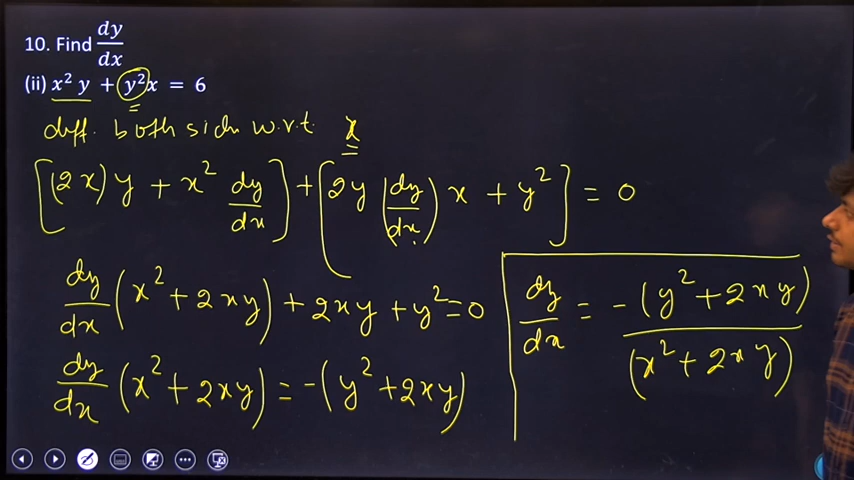 10. Find dy/dx
(ii) x² y + y²x = 6
diff. both side w.r.t. x
[(2x)y + x² dy/dx] + [2y (dy/dx) x + y²] = 0
dy/dx (x² + 2xy) + 2xy + y² = 0
dy/dx (x² + 2xy) = -(y² + 2xy)
dy/dx = -(y² + 2xy)/(x² + 2xy)